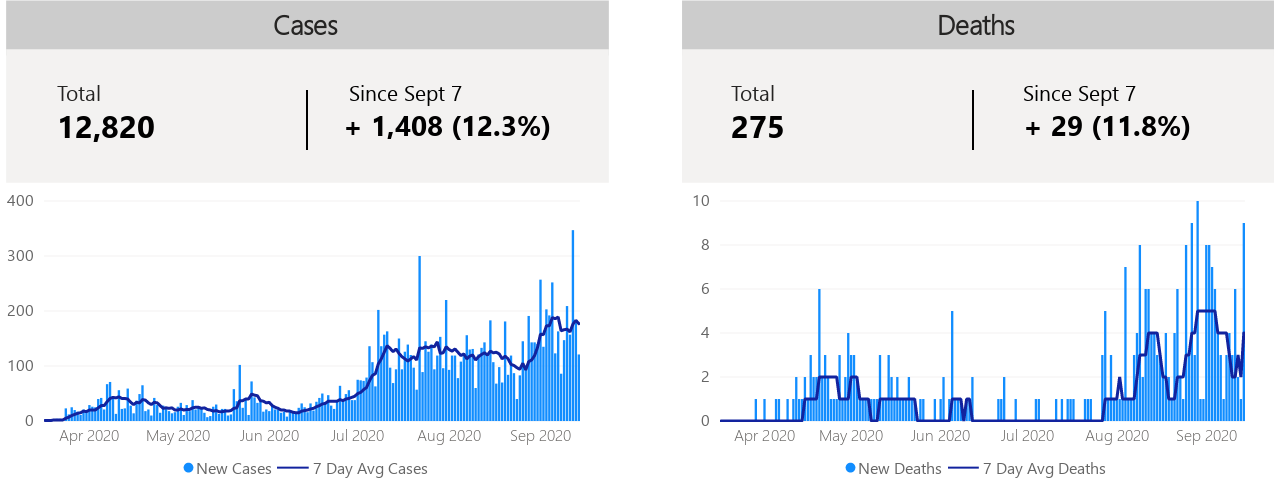 Cases
Total
Since Sept 7
12,820
+ 1,408 (12.3%)
400
300
200
100
0
Apr 2020
May 2020
Jun 2020
Jul 2020
Aug 2020
Sep 2020
New Cases
7 Day Avg Cases
Deaths
Total
Since Sept 7
275
+ 29 (11.8%)
10
8
6
4
2
0
Apr 2020
May 2020
Jun 2020
Jul 2020
Aug 2020
Sep 2020
New Deaths
7 Day Avg Deaths